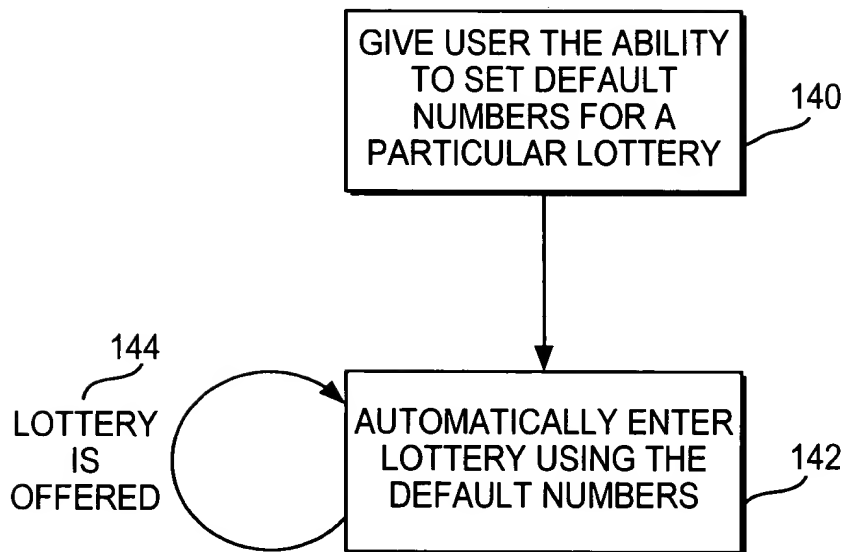 GIVE USER THE ABILITY
TO SET DEFAULT
NUMBERS FOR A
PARTICULAR LOTTERY
140
144
LOTTERY
IS
OFFERED
AUTOMATICALLY ENTER
LOTTERY USING THE
DEFAULT NUMBERS
142